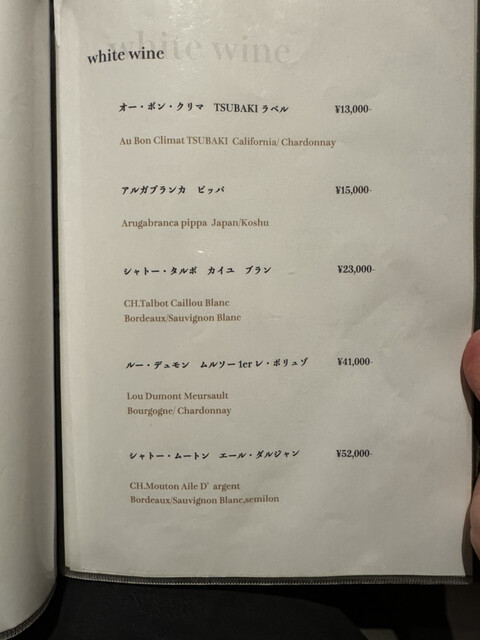 white wine
white wine
オー・ボン・クリマ TSUBAKI ラベル ¥13,000-
Au Bon Climat TSUBAKI California/ Chardonnay
アルガブランカ ピッパ ¥15,000-
Arugabranca pippa Japan/Koshu
シャトー・タルボ カイユ ブラン ¥23,000-
CH.Talbot Caillou Blanc
Bordeaux/Sauvignon Blanc
ルー・デュモン ムルソー 1er レ・ポリュゾ ¥41,000-
Lou Dumont Meursault
Bourgogne/ Chardonnay
シャトー・ムートン エール・ダルジャン ¥52,000-
CH.Mouton Aile D' argent
Bordeaux/Sauvignon Blanc,semilon